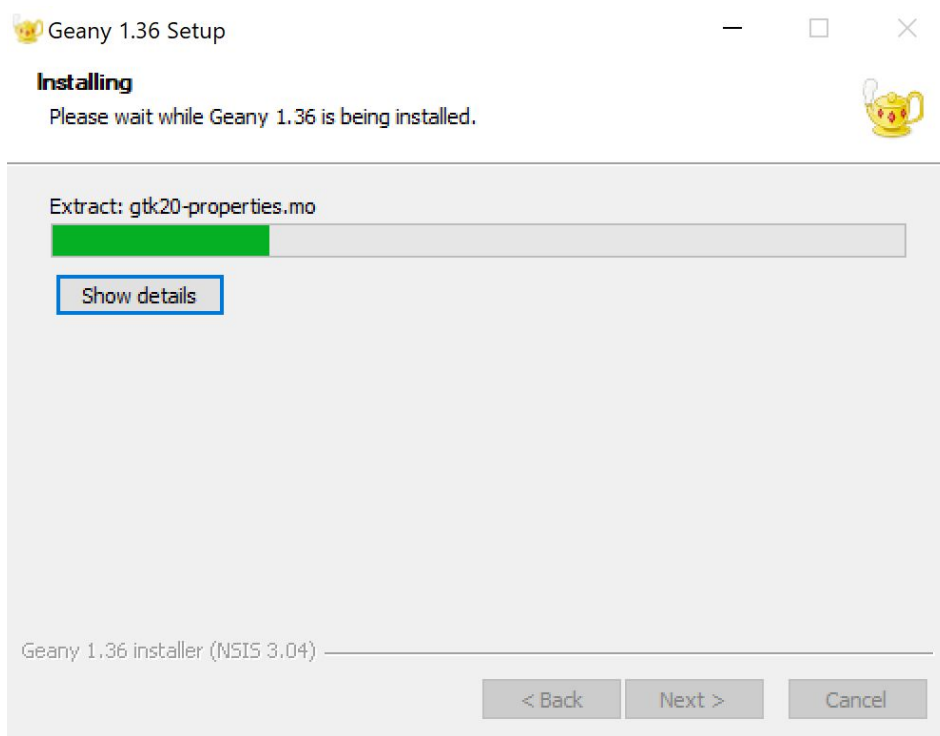 Geany 1.36 Setup
Installing
Please wait while Geany 1.36 is being installed.
Extract: gtk20-properties.mo
Show details
Geany 1.36 installer (NSIS 3.04)
< Back
Next >
Cancel